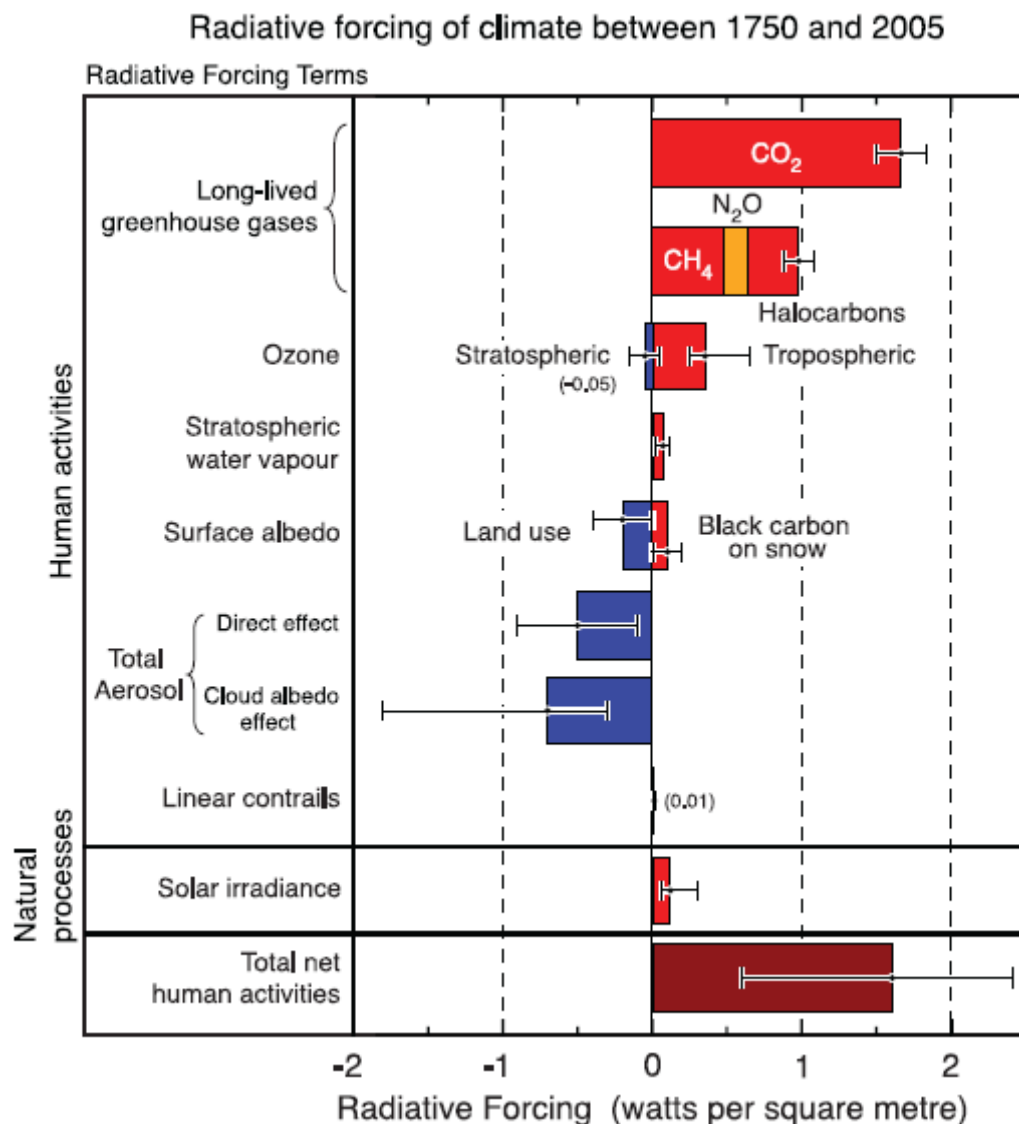 Radiative forcing of climate between 1750 and 2005
Radiative Forcing Terms
CO₂
Long-lived
greenhouse gases
N₂O
CH₄
Halocarbons
Ozone
Stratospheric
(-0.05)
Tropospheric
Human activities
Stratospheric
water vapour
Surface albedo
Land use
Black carbon
on snow
Total
Aerosol
Direct effect
Cloud albedo
effect
Linear contrails
(0.01)
Natural
processes
Solar irradiance
Total net
human activities
-2 -1 0 1 2
Radiative Forcing (watts per square metre)